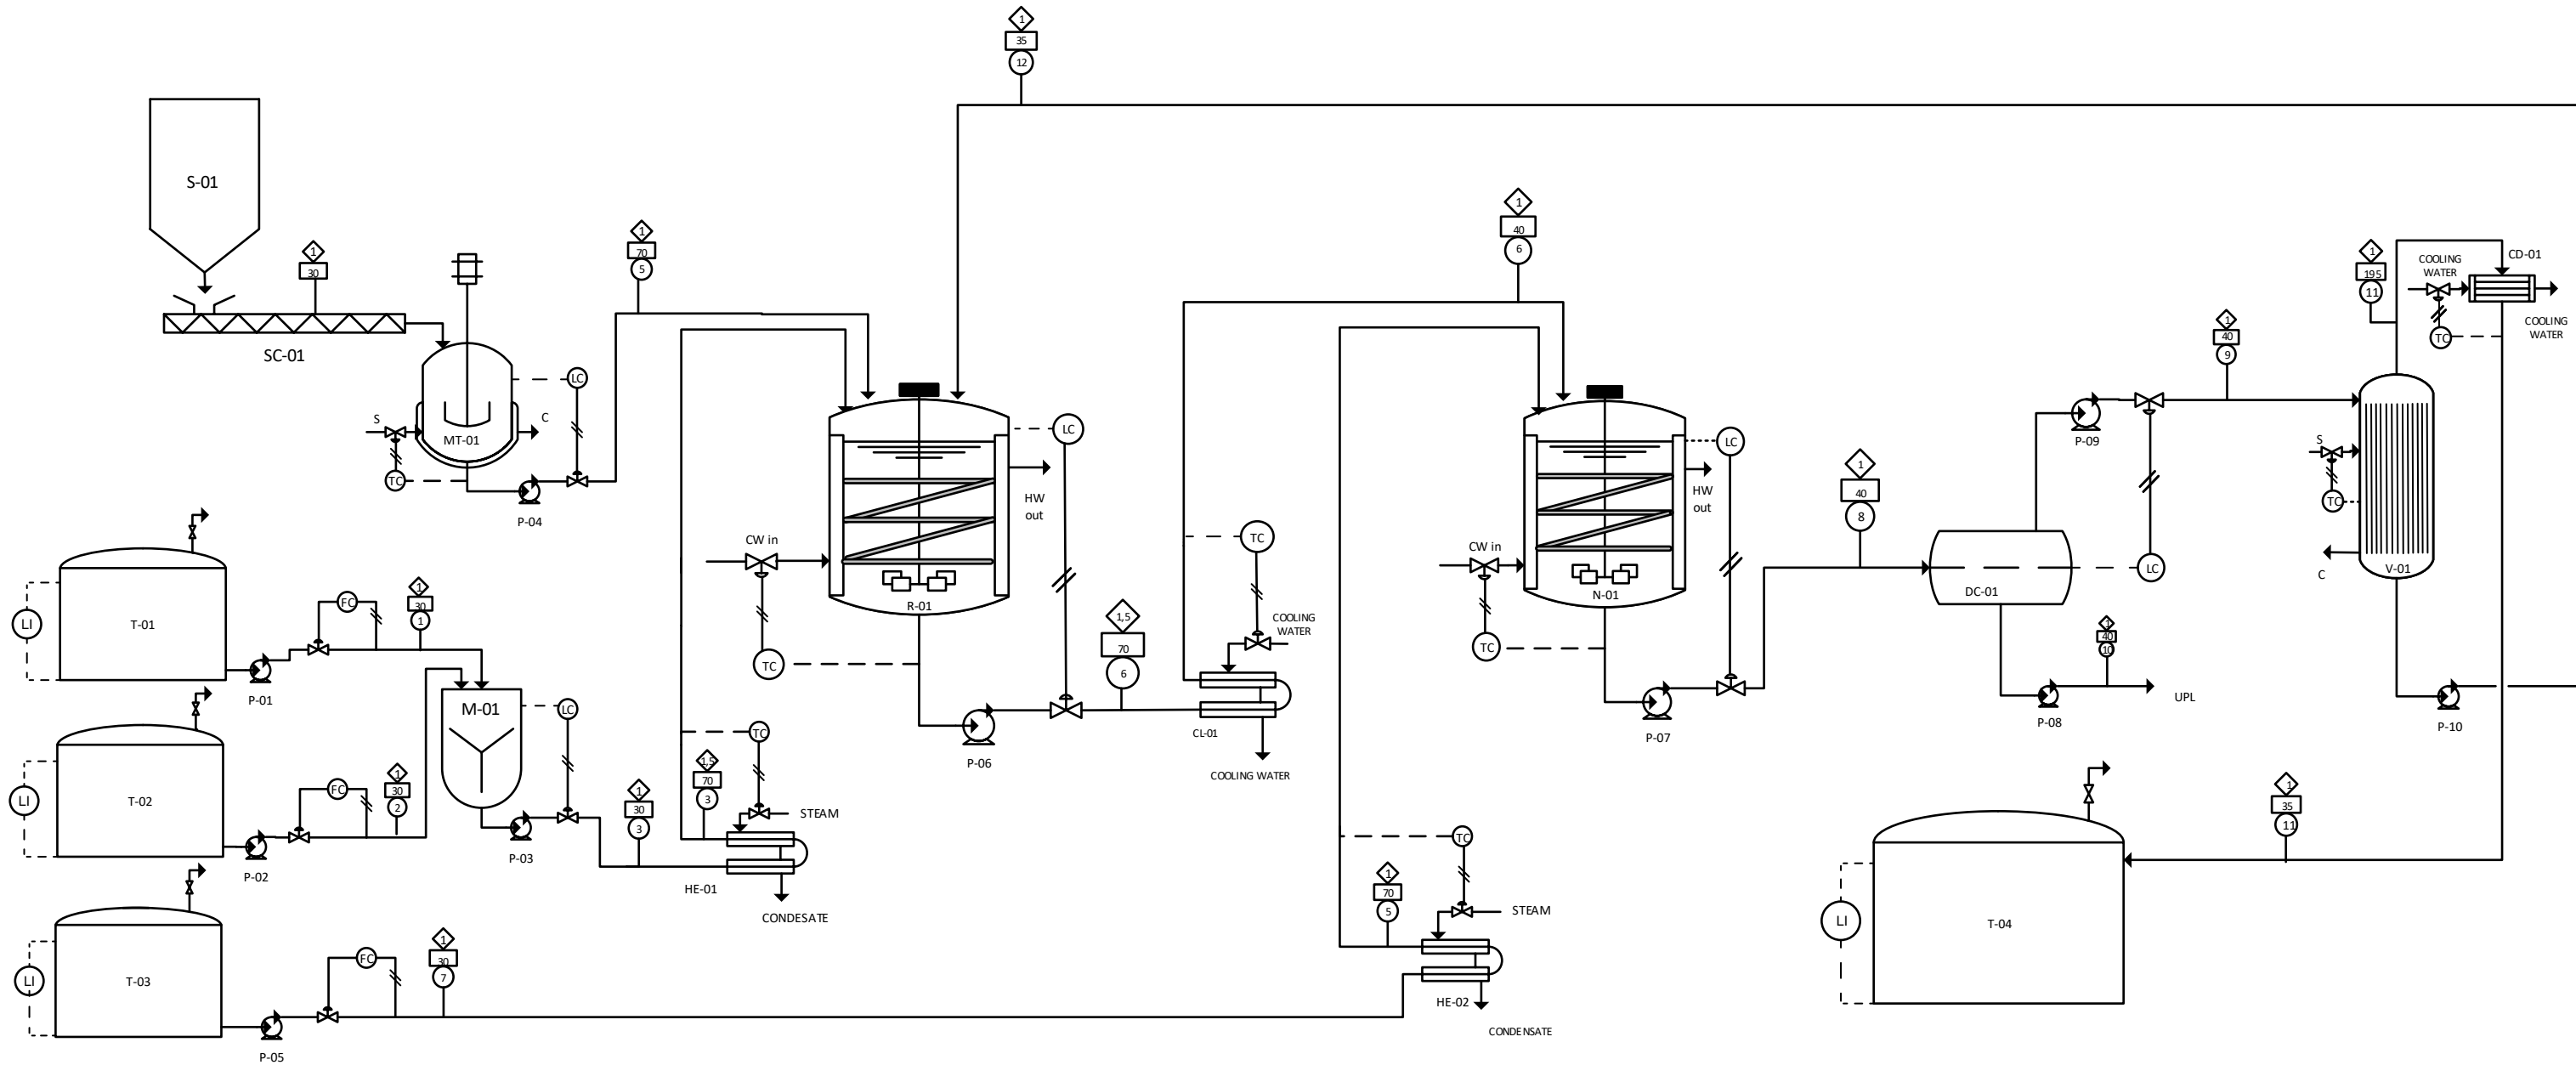 1
35
12
S-01
1
30
SC-01
1
70
5
S
MT-01
C
LC
TC
P-04
LI
T-01
P-01
FC
1
30
1
LI
T-02
P-02
FC
1
30
2
M-01
LC
P-03
1
30
3
LI
T-03
P-05
FC
1
30
7
CW in
TC
R-01
LC
HW
out
P-06
TC
1,5
70
3
STEAM
HE-01
CONDESATE
1,5
70
6
TC
COOLING
WATER
CL-01
COOLING WATER
1
40
6
CW in
TC
N-01
LC
HW
out
P-07
TC
1
70
5
STEAM
HE-02
CONDENSATE
1
40
8
DC-01
LC
P-09
P-08
1
40
10
UPL
1
40
9
1
195
11
COOLING
WATER
CD-01
TC
COOLING
WATER
S
TC
C
V-01
P-10
LI
T-04
1
35
11